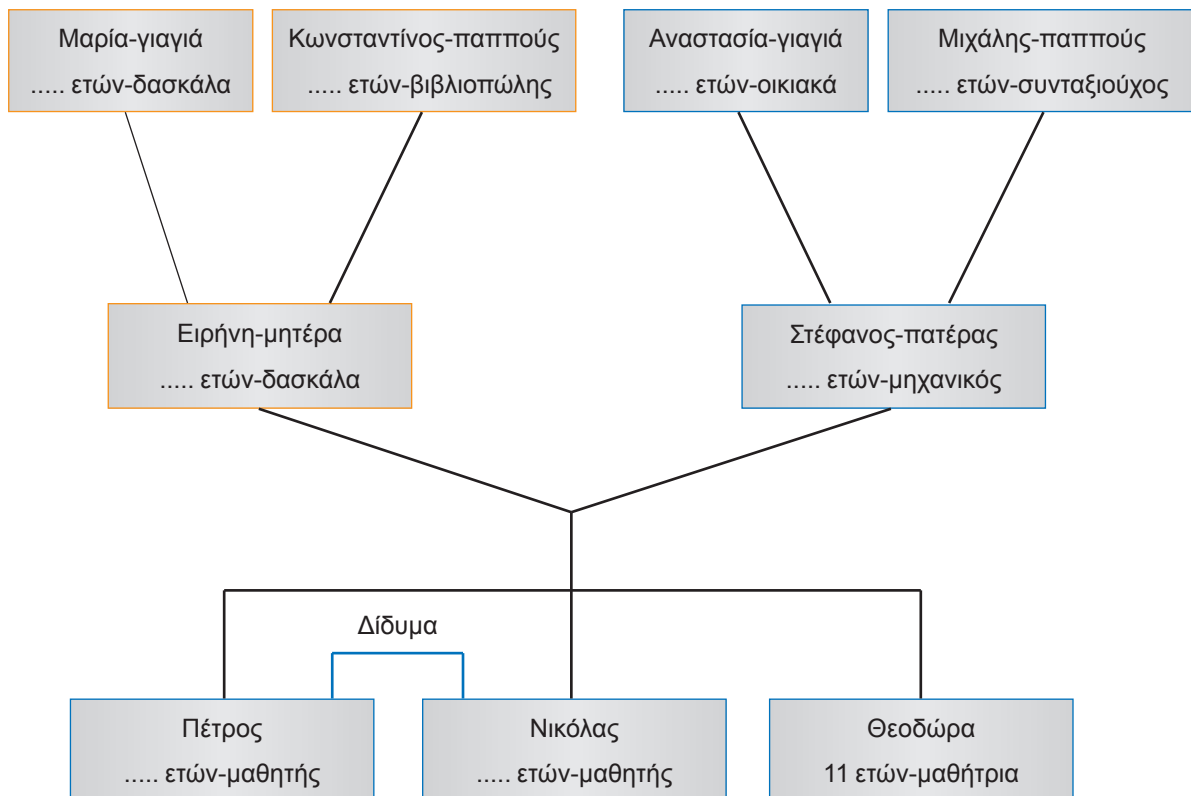 Μαρία-γιαγιά
..... ετών-δασκάλα
Κωνσταντίνος-παππούς
..... ετών-βιβλιοπώλης
Αναστασία-γιαγιά
..... ετών-οικιακά
Μιχάλης-παππούς
..... ετών-συνταξιούχος
Ειρήνη-μητέρα
..... ετών-δασκάλα
Στέφανος-πατέρας
..... ετών-μηχανικός
Δίδυμα
Πέτρος
..... ετών-μαθητής
Νικόλας
..... ετών-μαθητής
Θεοδώρα
11 ετών-μαθήτρια